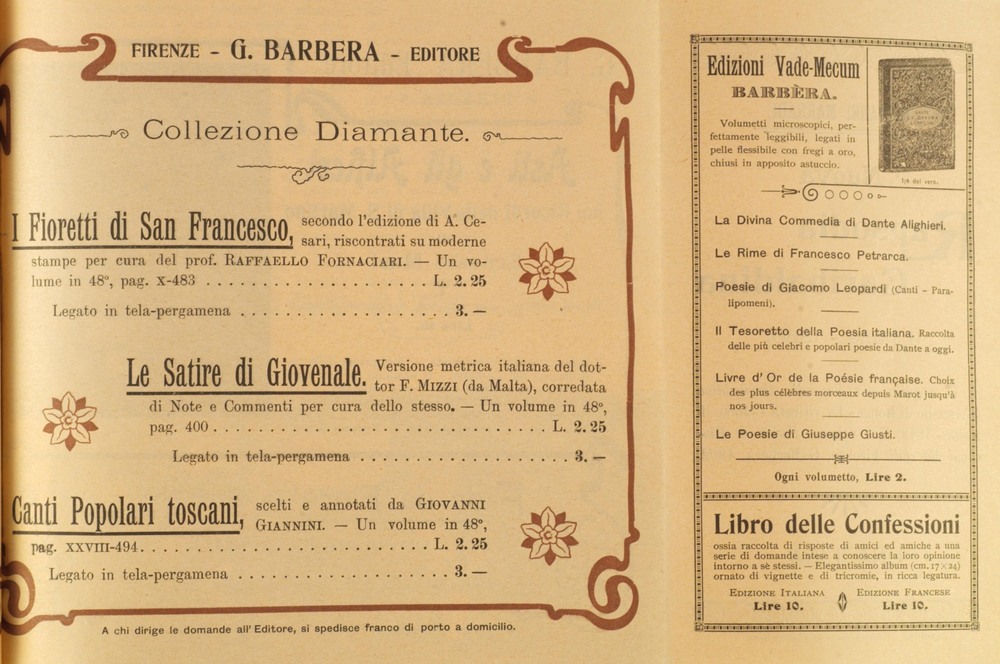 FIRENZE - G. BARBERA - EDITORE
Collezione Diamante.
I Fioretti di San Francesco, secondo l'edizione di A. Ce-
sari, riscontrati su moderne
stampe per cura del prof. RAFFAELLO FORNACIARI. — Un vo-
lume in 48°, pag. X-483 . . . . . . . . . . . . . . . . . . . . . . L. 2. 25
Legato in tela-pergamena . . . . . . . . . . . . . . . . . . . . . 3. —
Le Satire di Giovenale. Versione metrica italiana del dot-
tor F. MIZZI (da Malta), corredata
di Note e Commenti per cura dello stesso. — Un volume in 48°,
pag. 400 . . . . . . . . . . . . . . . . . . . . . . . . . . . . . . . . L. 2. 25
Legato in tela-pergamena . . . . . . . . . . . . . . . . . . . . . 3. —
Canti Popolari toscani, scelti e annotati da GIOVANNI
GIANNINI. — Un volume in 48°,
pag. XXVIII-494. . . . . . . . . . . . . . . . . . . . . . . . . . . . L. 2. 25
Legato in tela-pergamena . . . . . . . . . . . . . . . . . . . . . 3. —
A chi dirige le domande all'Editore, si spedisce franco di porto a domicilio.
Edizioni Vade-Mecum
BARBÈRA.
Volumetti microscopici, per-
fettamente leggibili, legati in
pelle flessibile con fregi a oro,
chiusi in apposito astuccio.
del vero.
La Divina Commedia di Dante Alighieri.
Le Rime di Francesco Petrarca.
Poesie di Giacomo Leopardi (Canti - Para-
lipomeni).
Il Tesoretto della Poesia italiana. Raccolta
delle più celebri e popolari poesie da Dante a oggi.
Livre d'Or de la Poésie française. Choix
des plus célèbres morceaux depuis Marot jusqu'à
nos jours.
Le Poesie di Giuseppe Giusti.
Ogni volumetto, Lire 2.
Libro delle Confessioni
ossia raccolta di risposte di amici ed amiche a una
serie di domande intese a conoscere la loro opinione
intorno a sè stessi. — Elegantissimo album (cm. 17 × 24)
ornato di vignette e di tricromie, in ricca legatura.
EDIZIONE ITALIANA EDIZIONE FRANCESE
Lire 10. Lire 10.